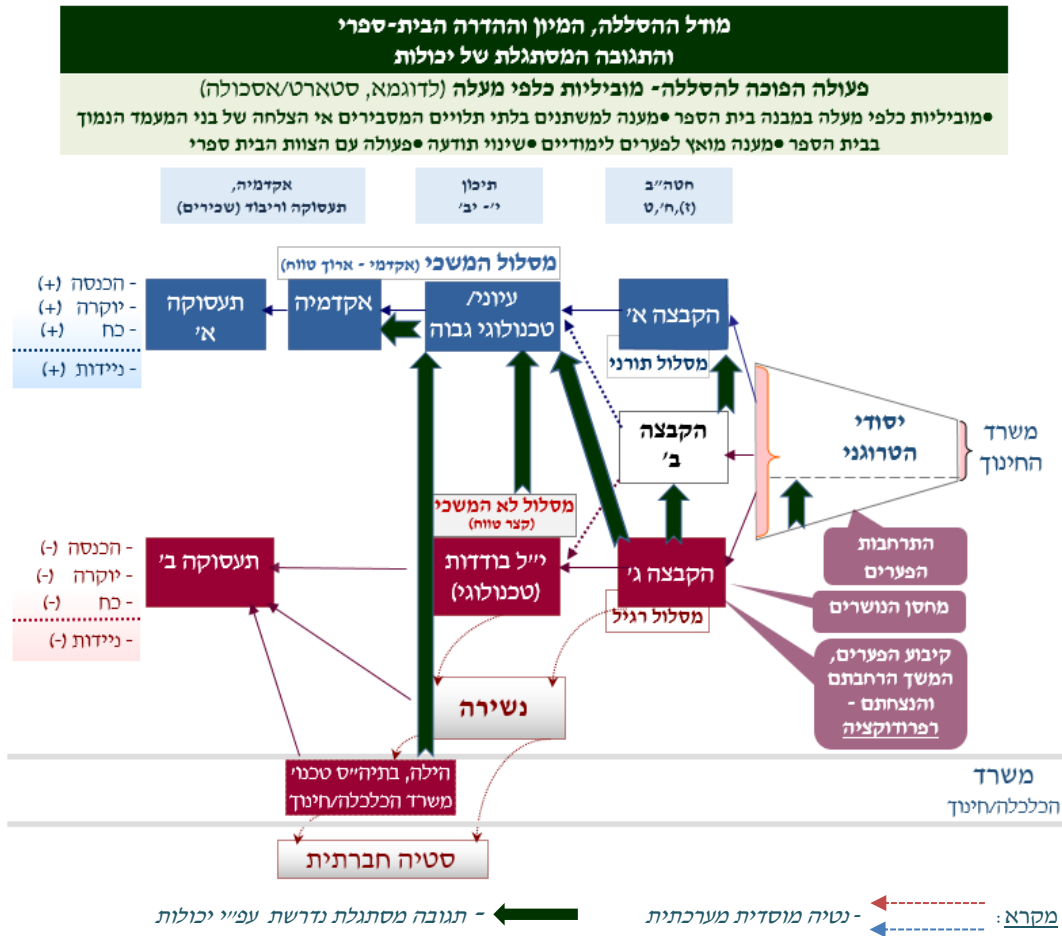 מודל ההסללה, המיון וההדרה הבית-ספרי
והתגובה המסתגלת של יכולות
פעולה הפוכה להסללה- מוביליות כלפי מעלה (לדוגמא, סטארט/אסכולה)
●מוביליות כלפי מעלה במבנה בית הספר ●מענה למשתנים בלתי תלויים המסבירים אי הצלחה של בני המעמד הנמוך
בבית הספר ●מענה מואץ לפערים לימודיים ●שינוי תודעה ●פעולה עם הצוות הבית ספרי
חטה"ב
(ז),ח',ט
תיכון
י'- יב'
אקדמיה,
תעסוקה וריבוד (שכירים)
מסלול המשכי (אקדמי - ארוך טווח)
הקבצה א'
עיוני/
טכנולוגי גבוה
אקדמיה
תעסוקה
א'
- הכנסה (+)
- יוקרה (+)
- כח (+)
- ניידות (+)
מסלול תורני
משרד
החינוך
יסודי
הטרוגני
הקבצה
ב'
מסלול לא המשכי
(קצר טווח)
הקבצה ג'
י"ל בודדות
(טכנולוגי)
תעסוקה ב'
- הכנסה (-)
- יוקרה (-)
- כח (-)
- ניידות (-)
מסלול רגיל
התרחבות
הפערים
מחסן הנושרים
קיבוע הפערים,
המשך הרחבתם
והנצחתם -
רפרודוקציה
נשירה
משרד
הכלכלה/חינוך
הילה, בתיה"ס טכנו'
משרד הכלכלה/חינוך
סטיה חברתית
מקרא:
- נטיה מוסדית מערכתית
- תגובה מסתגלת נדרשת עפ"י יכולות